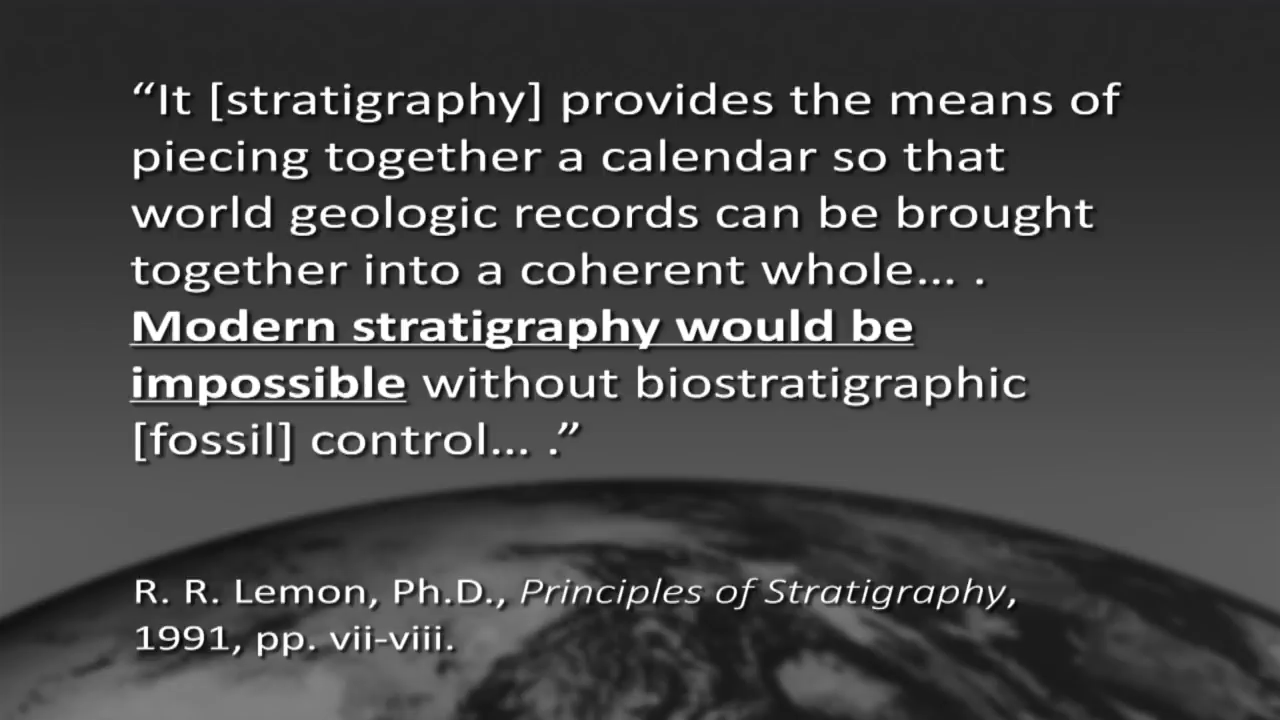 “It [stratigraphy] provides the means of
piecing together a calendar so that
world geologic records can be brought
together into a coherent whole... .
Modern stratigraphy would be
impossible without biostratigraphic
[fossil] control... .”
R. R. Lemon, Ph.D., Principles of Stratigraphy,
1991, pp. vii-viii.